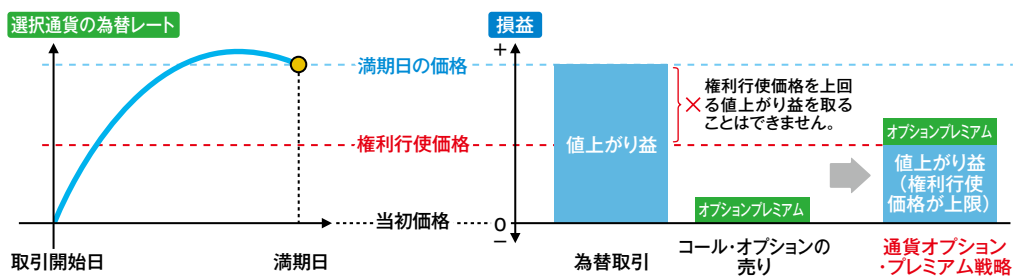 選択通貨の為替レート
満期日の価格
権利行使価格
当初価格
取引開始日
満期日
損益
+
0
−
値上がり益
×
権利行使価格を上回
る値上がり益を取る
ことはできません。
オプションプレミアム
オプションプレミアム
値上がり益
(権利行使
価格が上限)
為替取引
コール・オプションの
売り
通貨オプション
・プレミアム戦略